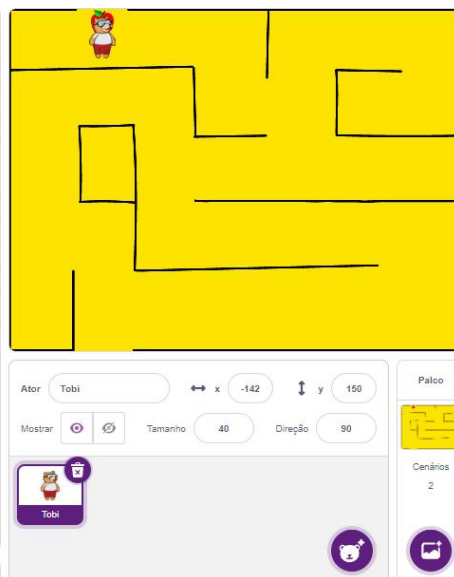 Ator Tobi x -142 y 150
Mostrar Tamanho 40 Direção 90
Tobi
Palco
Cenários
2